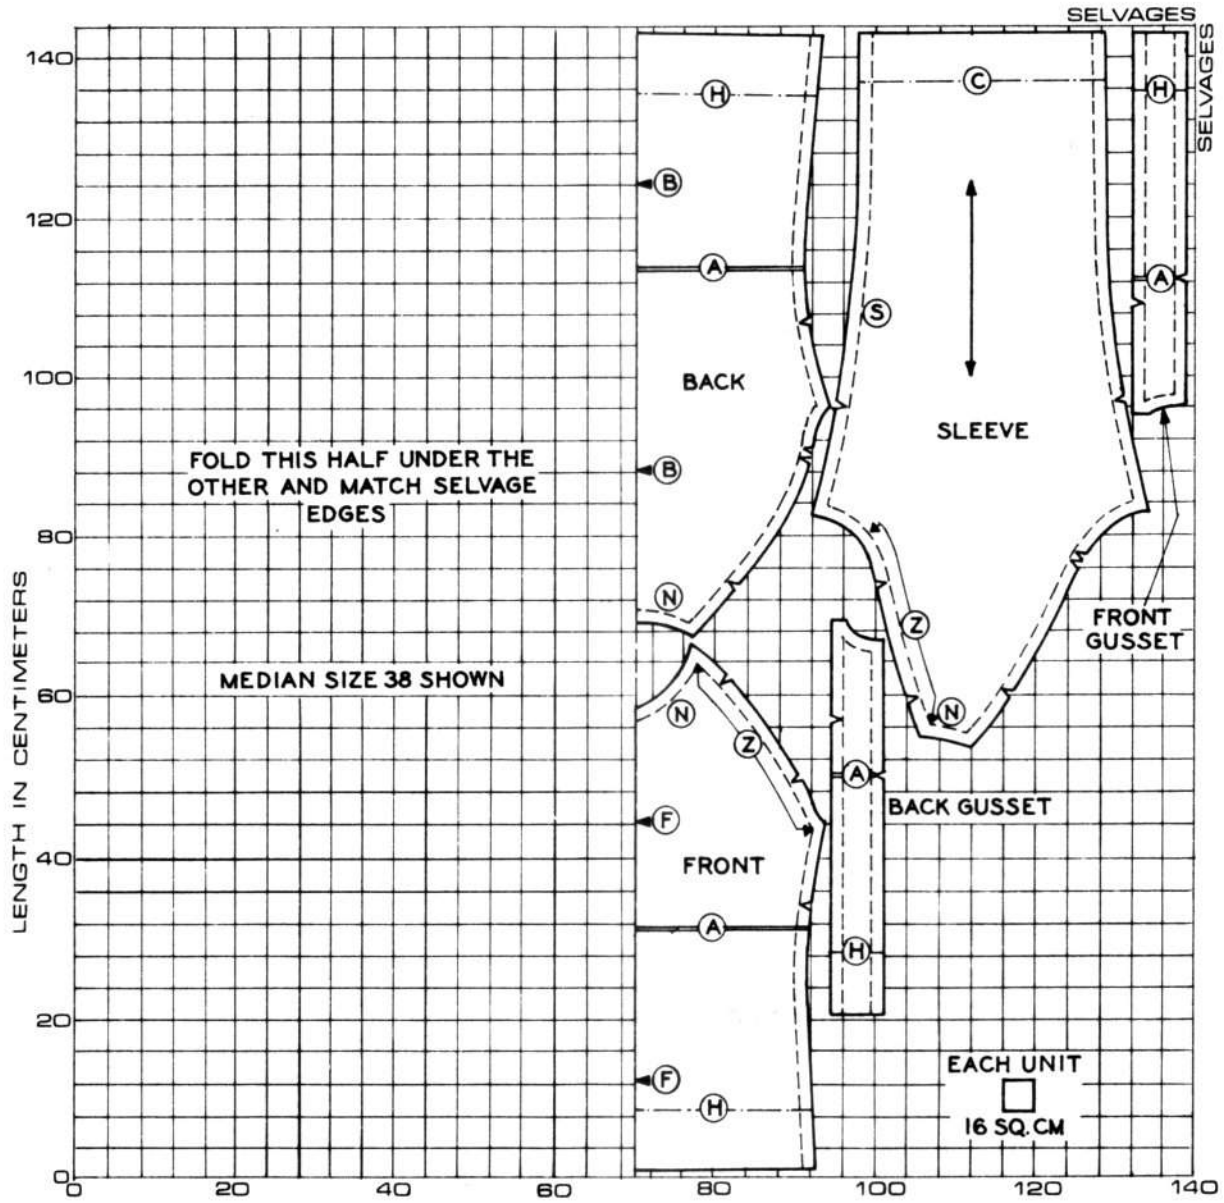 SELVAGES
SELVAGES
140
H
C
H
B
120
A
A
S
100
BACK
SLEEVE
FOLD THIS HALF UNDER THE
OTHER AND MATCH SELVAGE
EDGES
B
80
N
Z
FRONT
GUSSET
MEDIAN SIZE 38 SHOWN
60
N
N
Z
A
BACK GUSSET
F
40
FRONT
A
H
LENGTH IN CENTIMETERS
20
F
H
EACH UNIT
16 SQ. CM
0
0 20 40 60 80 100 120 140